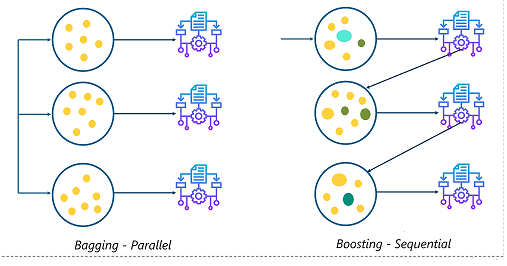 Bagging - Parallel
Boosting - Sequential